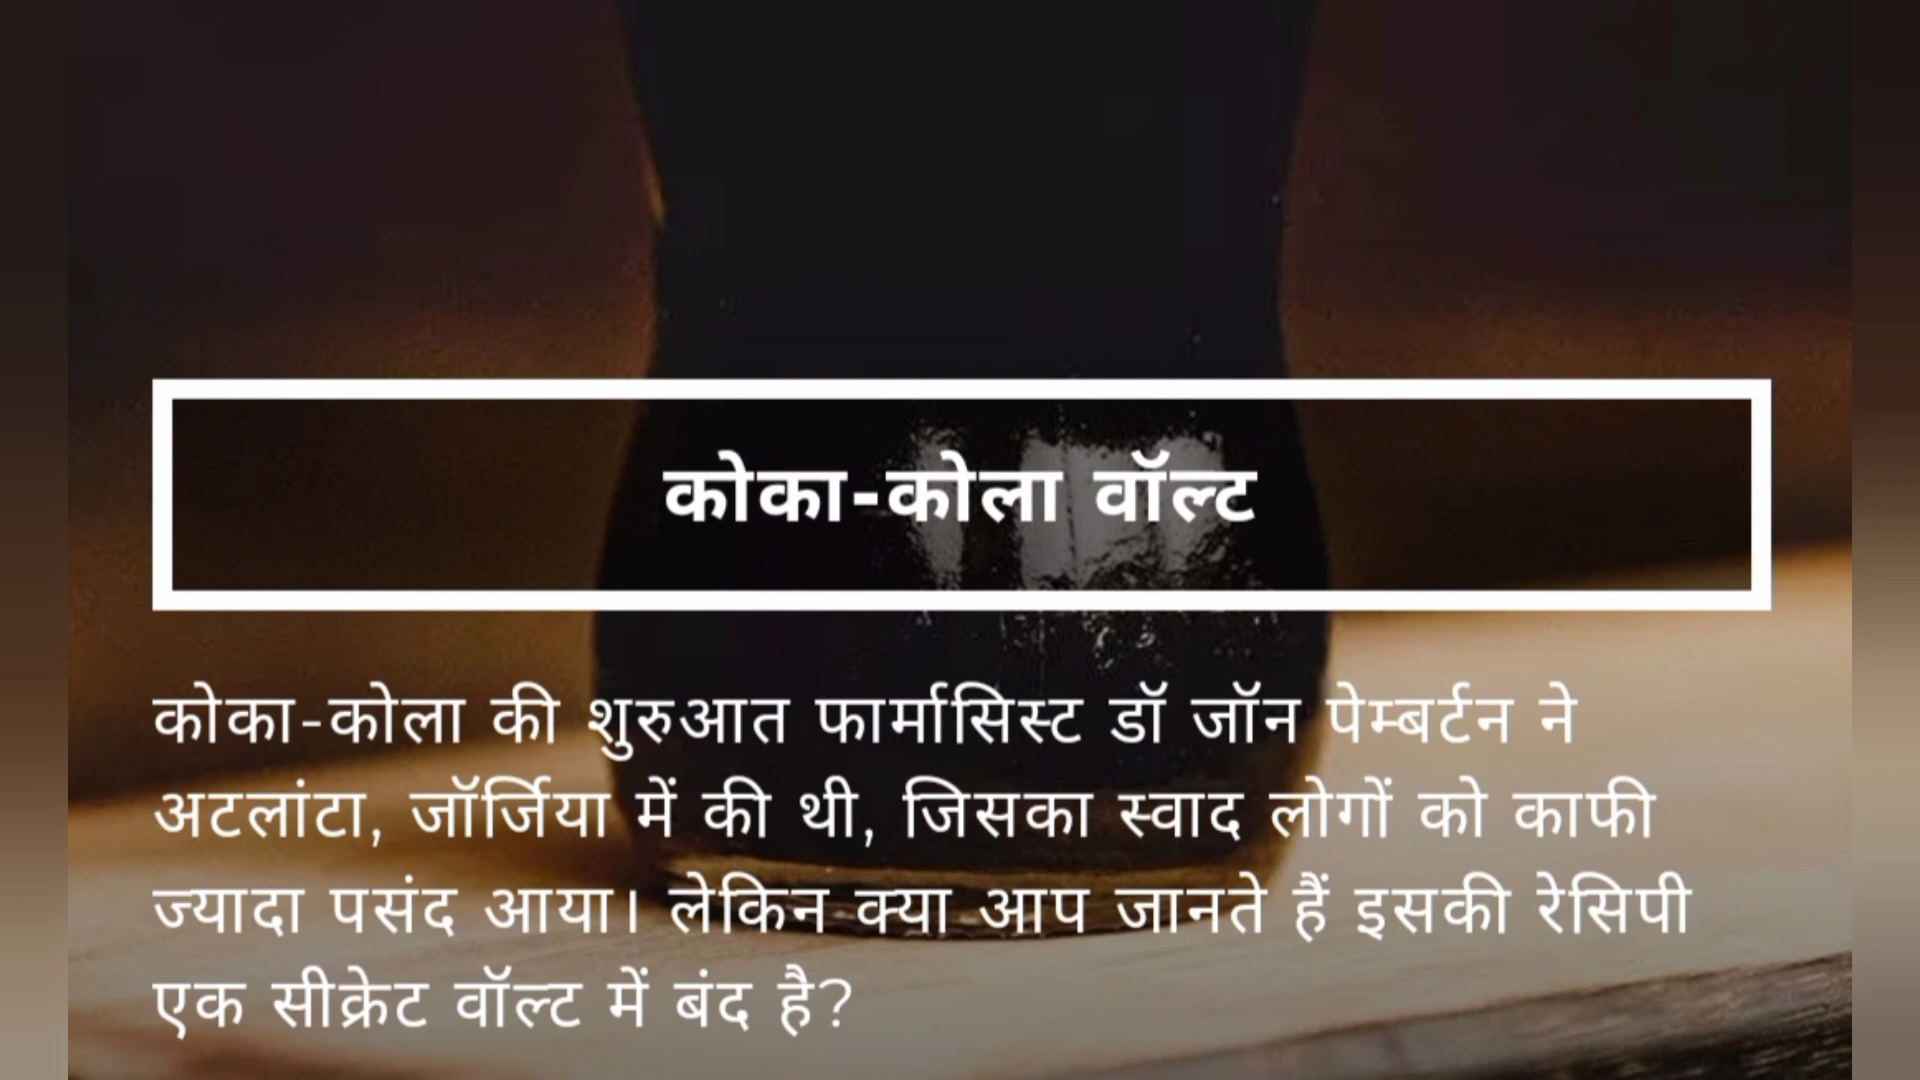 कोका-कोला वॉल्ट
कोका-कोला की शुरुआत फार्मासिस्ट डॉ जॉन पेम्बर्टन ने
अटलांटा, जॉर्जिया में की थी, जिसका स्वाद लोगों को काफी
ज्यादा पसंद आया। लेकिन क्या आप जानते हैं इसकी रेसिपी
एक सीक्रेट वॉल्ट में बंद है?